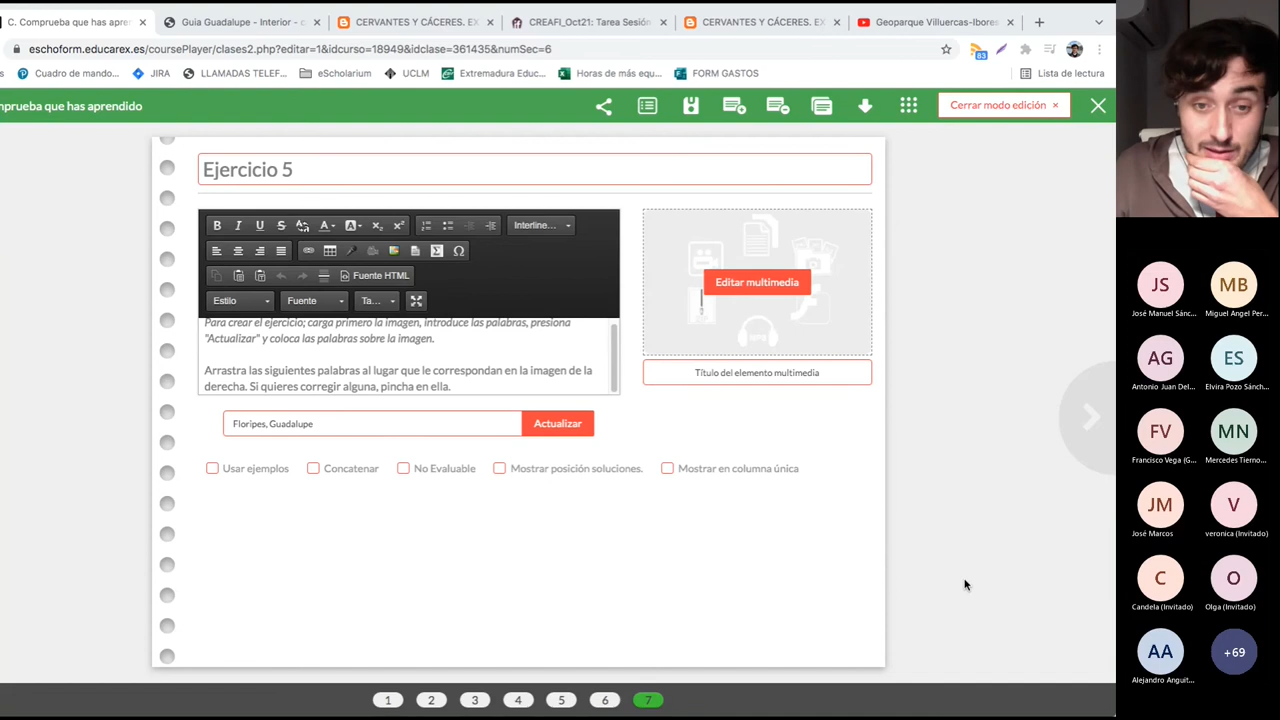 C. Comprueba que has apren
Guia Guadalupe - Interior - c
CERVANTES Y CÁCERES. EX
CREAFI_Oct21: Tarea Sesión
CERVANTES Y CÁCERES. EX
Geoparque Villuercas-Ibores
eschoform.educarex.es/coursePlayer/clases2.php?editar=1&idcurso=18949&idclase=361435&numSec=6
83
s
Cuadro de mando...
JIRA
LLAMADAS TELEF...
eScholarium
UCLM
Extremadura Educ...
Horas de más equ...
FORM GASTOS
Lista de lectura
mprueba que has aprendido
Cerrar modo edición ×
Ejercicio 5
B I U S A A x₂ x² Interline...
Σ Ω
Fuente HTML
Estilo Fuente Ta...
Para crear el ejercicio; carga primero la imagen, introduce las palabras, presiona
"Actualizar" y coloca las palabras sobre la imagen.
Arrastra las siguientes palabras al lugar que le correspondan en la imagen de la
derecha. Si quieres corregir alguna, pincha en ella.
Editar multimedia
MP3
Título del elemento multimedia
Floripes, Guadalupe
Actualizar
Usar ejemplos
Concatenar
No Evaluable
Mostrar posición soluciones.
Mostrar en columna única
1 2 3 4 5 6 7
JS MB
José Manuel Sánc... Miguel Angel Per...
AG ES
Antonio Juan Del... Elvira Pozo Sánch...
FV MN
Francisco Vega (G... Mercedes Tierno...
JM V
José Marcos veronica (Invitado)
C O
Candela (Invitado) Olga (Invitado)
AA +69
Alejandro Anguit...